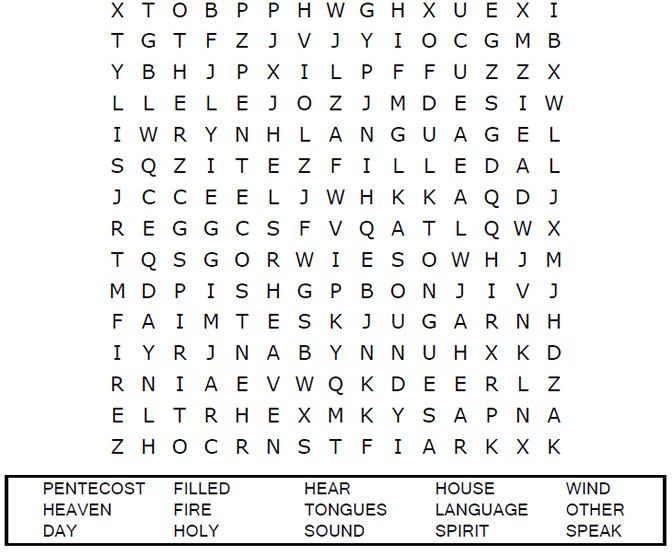 X T O B P P H W G H X U E X I
T G T F Z J V J Y I O C G M B
Y B H J P X I L P F F U Z Z X
L L E L E J O Z J M D E S I W
I W R Y N H L A N G U A G E L
S Q Z I T E Z F I L L E D A L
J C C E E L J W H K K A Q D J
R E G G C S F V Q A T L Q W X
T Q S G O R W I E S O W H J M
M D P I S H G P B O N J I V J
F A I M T E S K J U G A R N H
I Y R J N A B Y N N U H X K D
R N I A E V W Q K D E E R L Z
E L T R H E X M K Y S A P N A
Z H O C R N S T F I A R K X K
PENTECOST FILLED HEAR HOUSE WIND
HEAVEN FIRE TONGUES LANGUAGE OTHER
DAY HOLY SOUND SPIRIT SPEAK